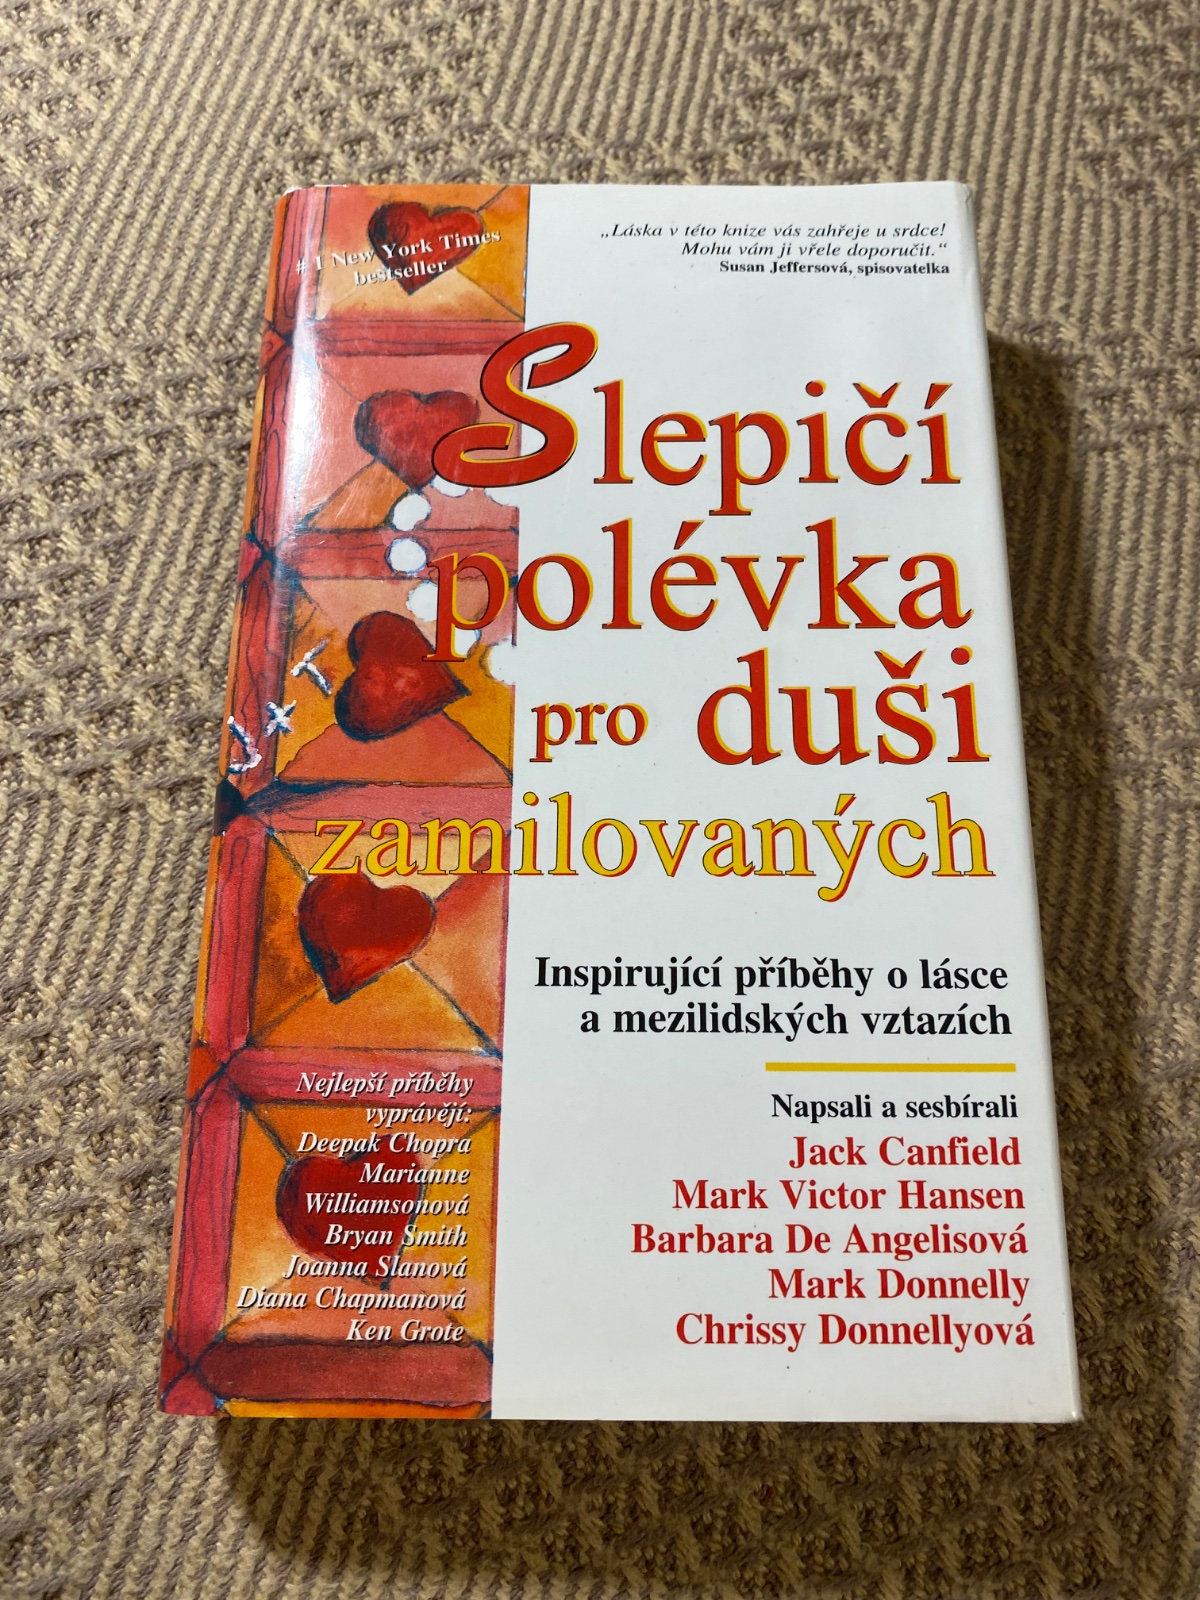 # 1 New York Times
bestseller
„Láska v této knize vás zahřeje u srdce!
Mohu vám ji vřele doporučit.“
Susan Jeffersová, spisovatelka
Slepičí
polévka
pro duši
zamilovaných
Inspirující příběhy o lásce
a mezilidských vztazích
Napsali a sesbírali
Jack Canfield
Mark Victor Hansen
Barbara De Angelisová
Mark Donnelly
Chrissy Donnellyová
Nejlepší příběhy
vyprávějí:
Deepak Chopra
Marianne
Williamsonová
Bryan Smith
Joanna Slanová
Diana Chapmanová
Ken Grote